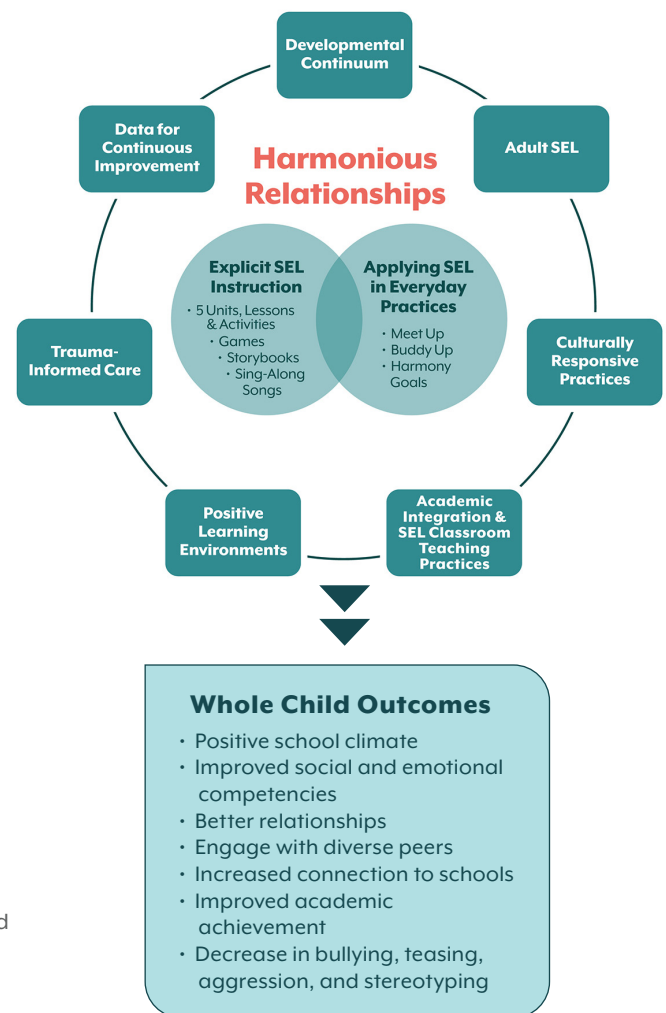 Developmental
Continuum
Data for
Continuous
Improvement
Adult SEL
Harmonious
Relationships
Explicit SEL
Instruction
· 5 Units, Lessons
& Activities
· Games
· Storybooks
· Sing-Along
Songs
Applying SEL
in Everyday
Practices
· Meet Up
· Buddy Up
· Harmony
Goals
Trauma-
Informed Care
Culturally
Responsive
Practices
Positive
Learning
Environments
Academic
Integration &
SEL Classroom
Teaching
Practices
Whole Child Outcomes
· Positive school climate
· Improved social and emotional
competencies
· Better relationships
· Engage with diverse peers
· Increased connection to schools
· Improved academic
achievement
· Decrease in bullying, teasing,
aggression, and stereotyping